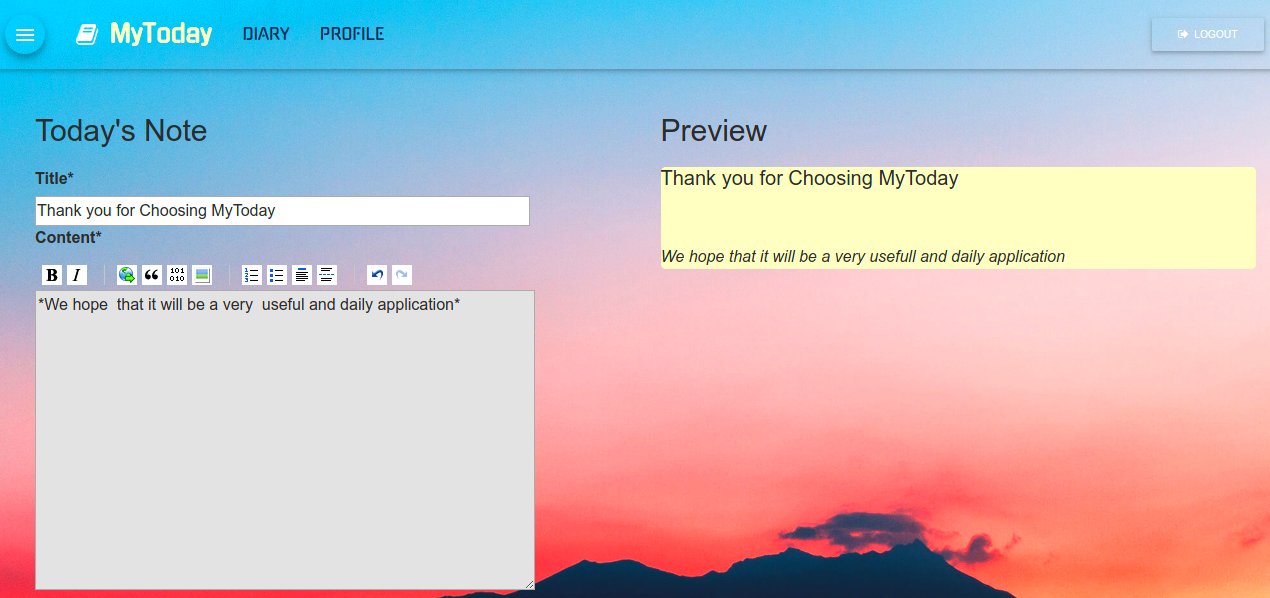 MyToday DIARY PROFILE LOGOUT
Today's Note
Title*
Thank you for Choosing MyToday
Content*
B I 101 010
*We hope  that it will be a very  useful and daily application*
Preview
Thank you for Choosing MyToday
We hope that it will be a very usefull and daily application